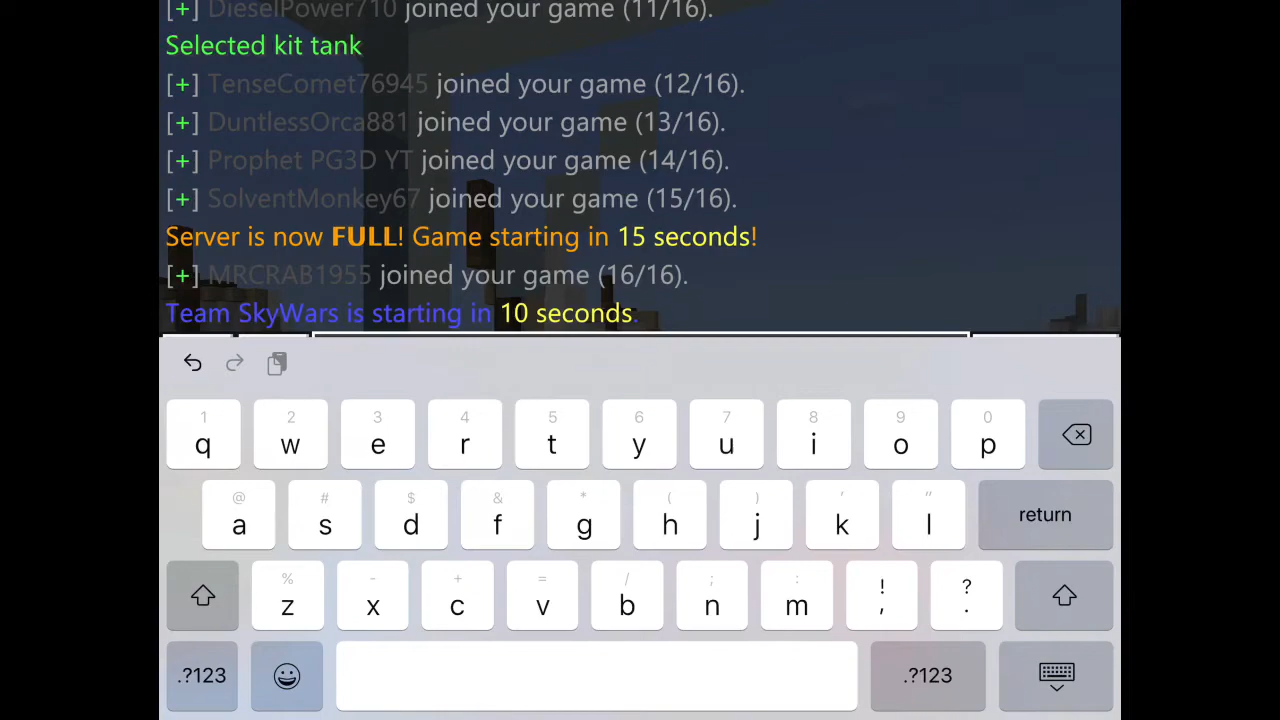 [+] DieselPower710 joined your game (11/16).
Selected kit tank
[+] TenseComet76945 joined your game (12/16).
[+] DuntlessOrca881 joined your game (13/16).
[+] Prophet PG3D YT joined your game (14/16).
[+] SolventMonkey67 joined your game (15/16).
Server is now FULL! Game starting in 15 seconds!
[+] MRCRAB1955 joined your game (16/16).
Team SkyWars is starting in 10 seconds.
1 2 3 4 5 6 7 8 9 0
q w e r t y u i o p
@ # $ & * ( ) ' "
a s d f g h j k l return
% - + = / ; : ! ?
z x c v b n m , .
.?123 .?123